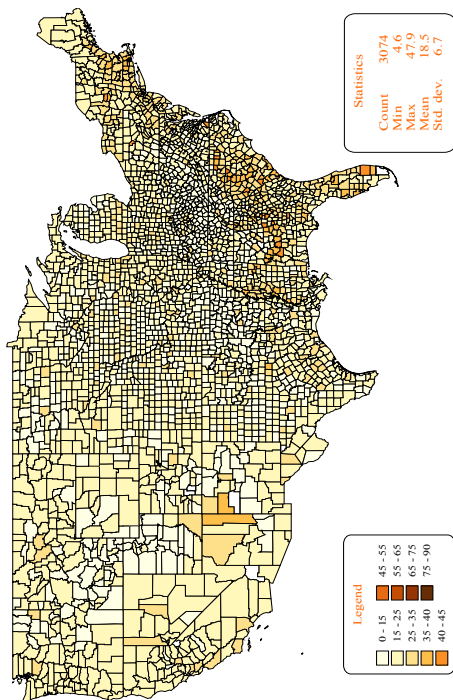 Legend
0 - 15
15 - 25
25 - 35
35 - 40
40 - 45
45 - 55
55 - 65
65 - 75
75 - 90
Statistics
Count 3074
Min 4.6
Max 47.9
Mean 18.5
Std. dev. 6.7